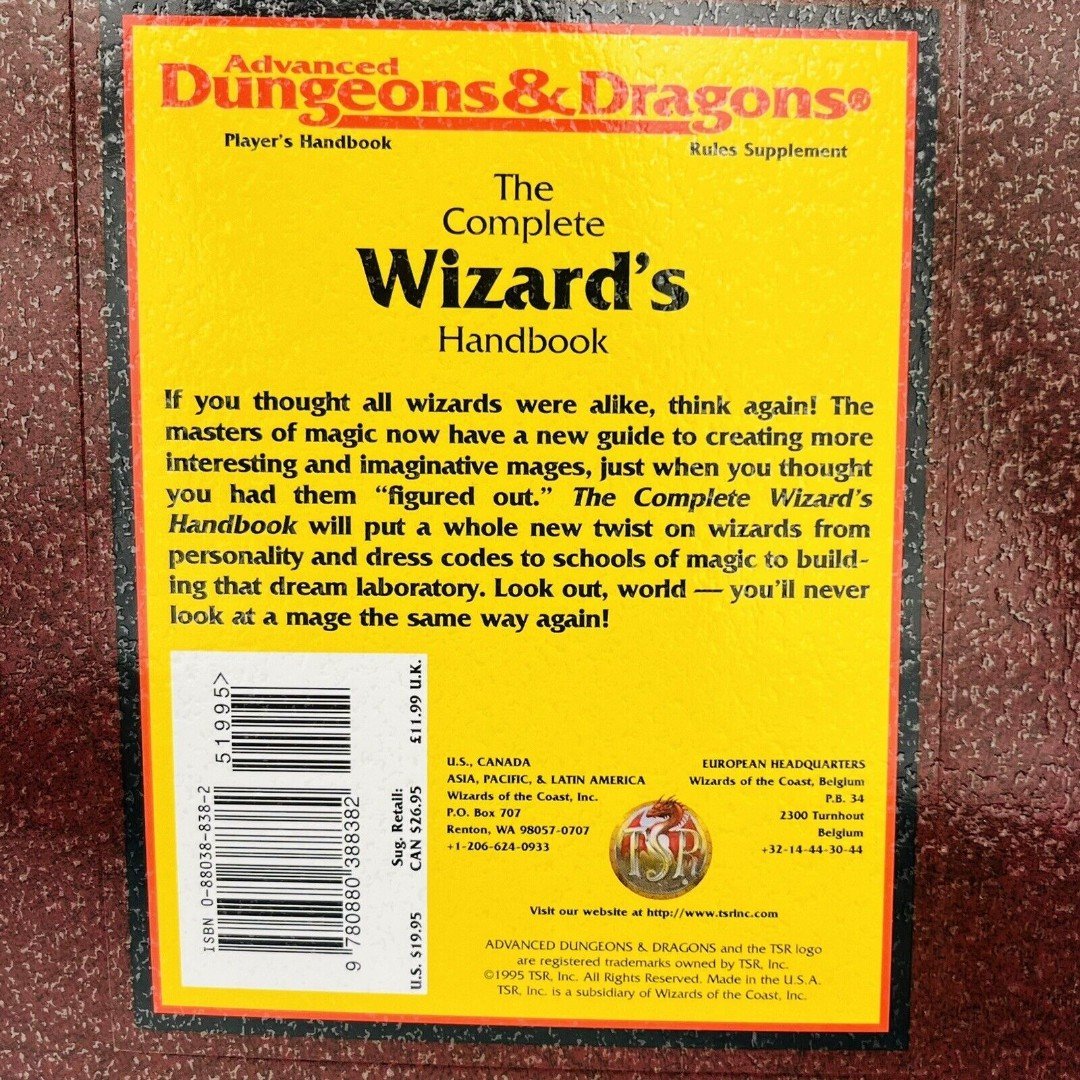 Advanced
Dungeons & Dragons®
Player's Handbook
Rules Supplement
The
Complete
Wizard's
Handbook
If you thought all wizards were alike, think again! The
masters of magic now have a new guide to creating more
interesting and imaginative mages, just when you thought
you had them “figured out.” The Complete Wizard's
Handbook will put a whole new twist on wizards from
personality and dress codes to schools of magic to build-
ing that dream laboratory. Look out, world — you'll never
look at a mage the same way again!
51995>
ISBN 0-88038-838-2
9 780880 388382
Sug. Retail:
U.S. $19.95 CAN $26.95 £11.99 U.K.
U.S., CANADA
ASIA, PACIFIC, & LATIN AMERICA
Wizards of the Coast, Inc.
P.O. Box 707
Renton, WA 98057-0707
+1-206-624-0933
TSR
EUROPEAN HEADQUARTERS
Wizards of the Coast, Belgium
P.B. 34
2300 Turnhout
Belgium
+32-14-44-30-44
Visit our website at http://www.tsrinc.com
ADVANCED DUNGEONS & DRAGONS and the TSR logo
are registered trademarks owned by TSR, Inc.
©1995 TSR, Inc. All Rights Reserved. Made in the U.S.A.
TSR, Inc. is a subsidiary of Wizards of the Coast, Inc.